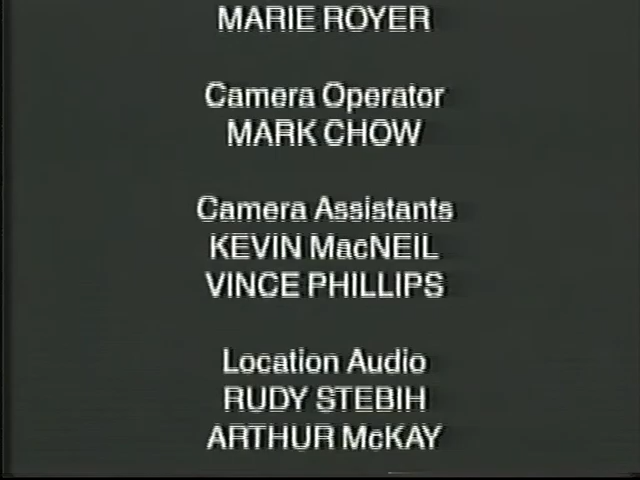 MARIE ROYER
Camera Operator
MARK CHOW
Camera Assistants
KEVIN MacNEIL
VINCE PHILLIPS
Location Audio
RUDY STEBIH
ARTHUR McKAY